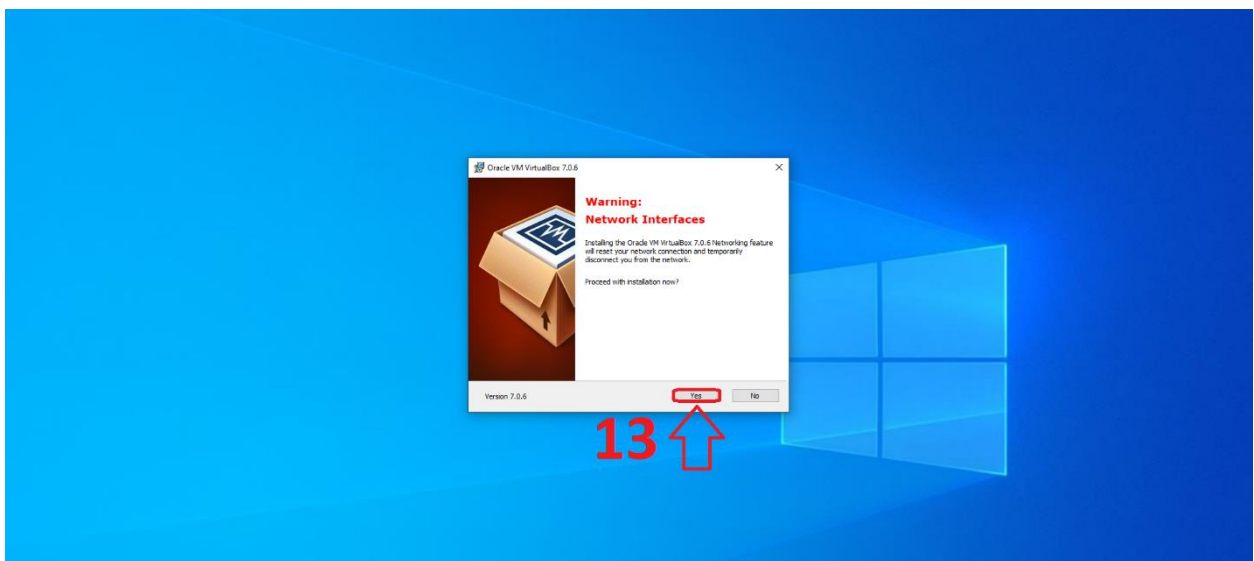 Oracle VM VirtualBox 7.0.6
Warning:
Network Interfaces
Installing the Oracle VM VirtualBox 7.0.6 Networking feature
will reset your network connection and temporarily
disconnect you from the network.
Proceed with installation now?
Version 7.0.6
Yes
No
13